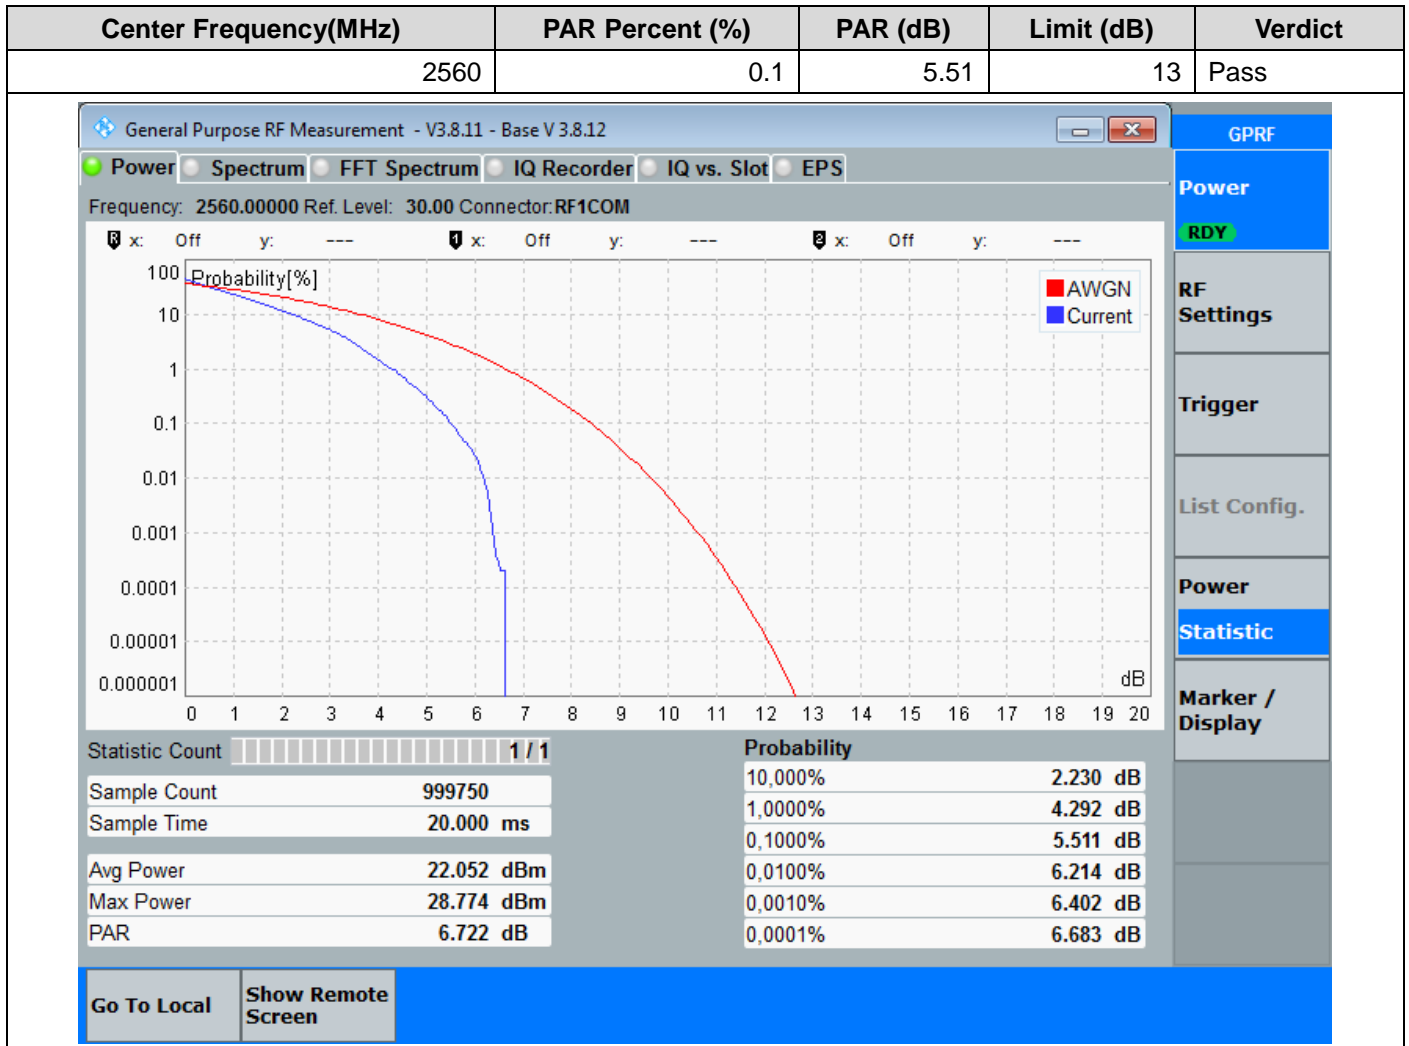 Center Frequency(MHz) PAR Percent (%) PAR (dB) Limit (dB) Verdict
2560 0.1 5.51 13 Pass
General Purpose RF Measurement - V3.8.11 - Base V 3.8.12
GPRF
Power Spectrum FFT Spectrum IQ Recorder IQ vs. Slot EPS
Frequency: 2560.00000 Ref. Level: 30.00 Connector: RF1COM
R x: Off y: --- 1 x: Off y: --- 2 x: Off y: ---
Probability[%]
100
10
1
0.1
0.01
0.001
0.0001
0.00001
0.000001
AWGN
Current
dB
0 1 2 3 4 5 6 7 8 9 10 11 12 13 14 15 16 17 18 19 20
Statistic Count 1 / 1
Sample Count 999750
Sample Time 20.000 ms
Avg Power 22.052 dBm
Max Power 28.774 dBm
PAR 6.722 dB
Probability
10,000% 2.230 dB
1,0000% 4.292 dB
0,1000% 5.511 dB
0,0100% 6.214 dB
0,0010% 6.402 dB
0,0001% 6.683 dB
Power
RDY
RF
Settings
Trigger
List Config.
Power
Statistic
Marker /
Display
Go To Local
Show Remote
Screen